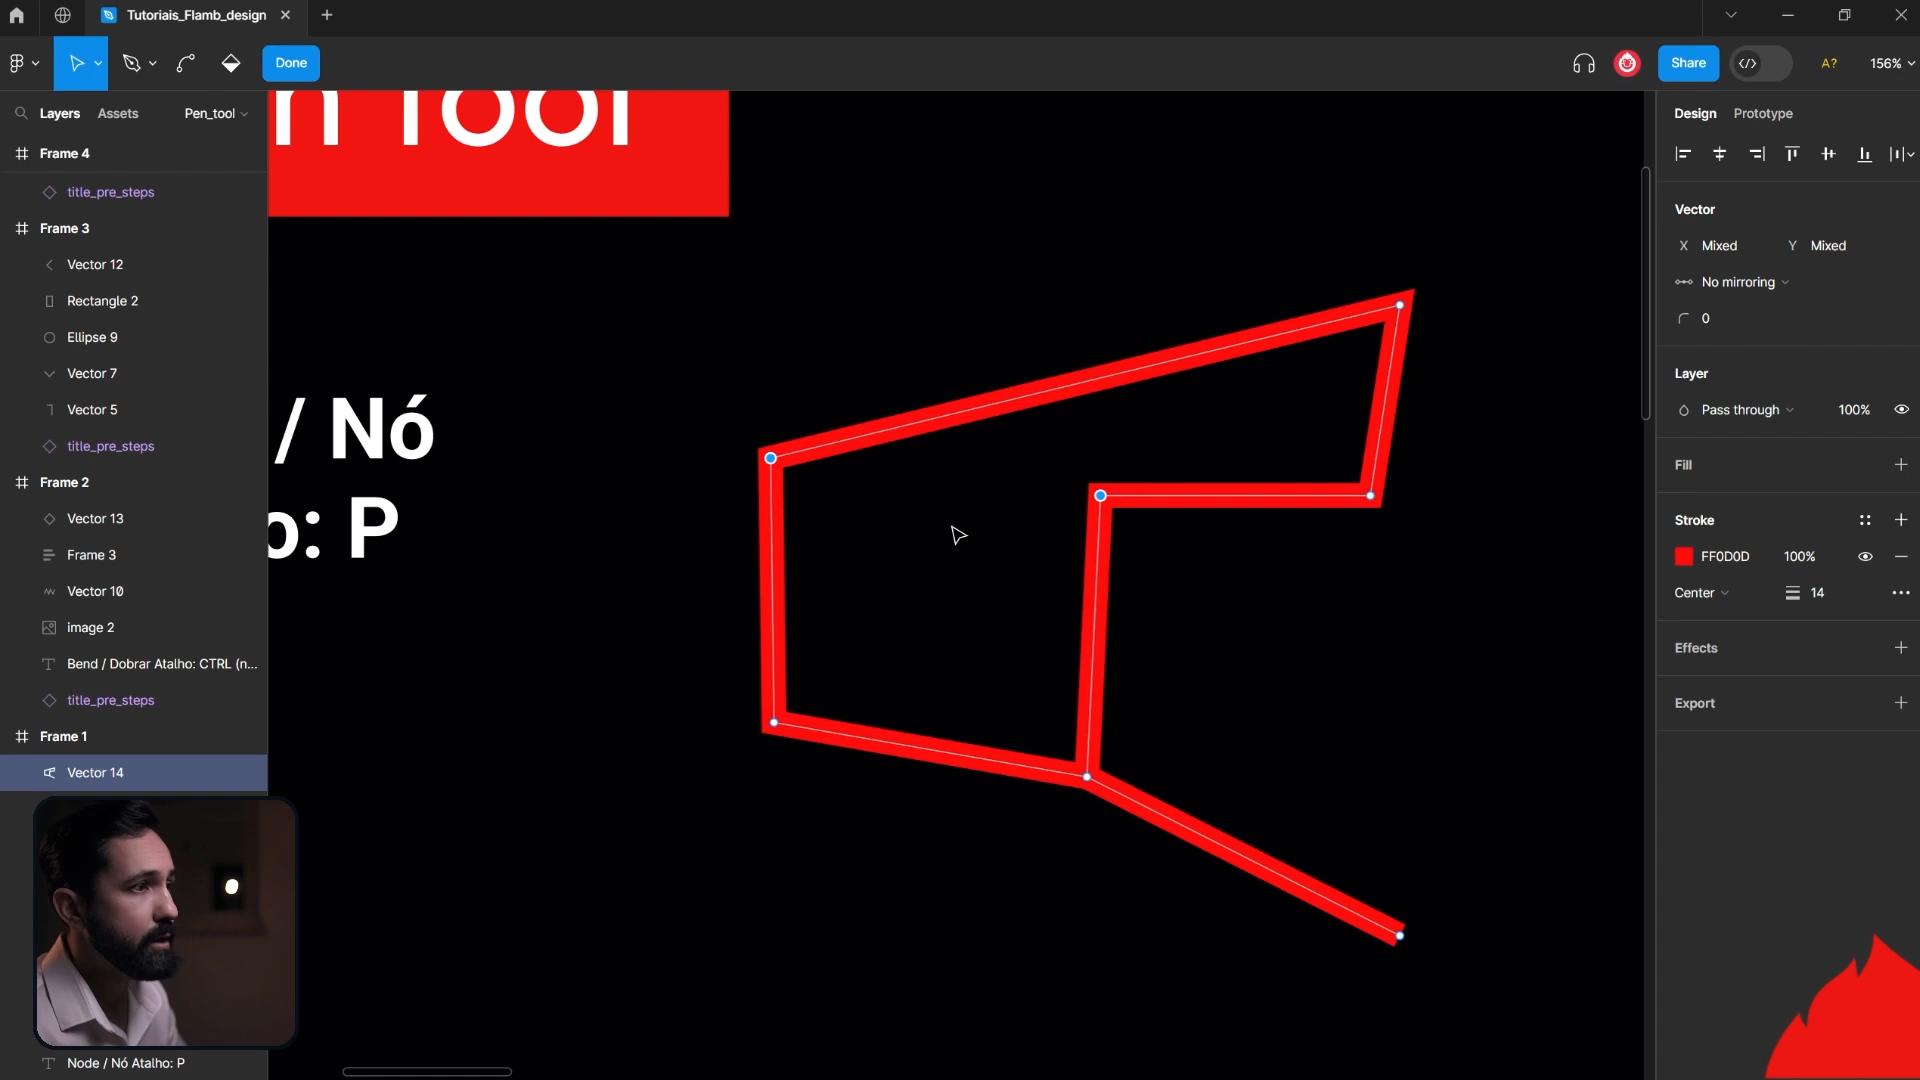 Tutoriais_Flamb_design
Done
Share
A?
156%
Layers
Assets
Pen_tool
Frame 4
title_pre_steps
Frame 3
Vector 12
Rectangle 2
Ellipse 9
Vector 7
Vector 5
title_pre_steps
Frame 2
Vector 13
Frame 3
Vector 10
image 2
Bend / Dobrar Atalho: CTRL (n...
title_pre_steps
Frame 1
Vector 14
Node / Nó Atalho: P
n Tool
/ Nó
o: P
Design
Prototype
Vector
X Mixed
Y Mixed
No mirroring
0
Layer
Pass through
100%
Fill
Stroke
FF0D0D
100%
Center
14
Effects
Export